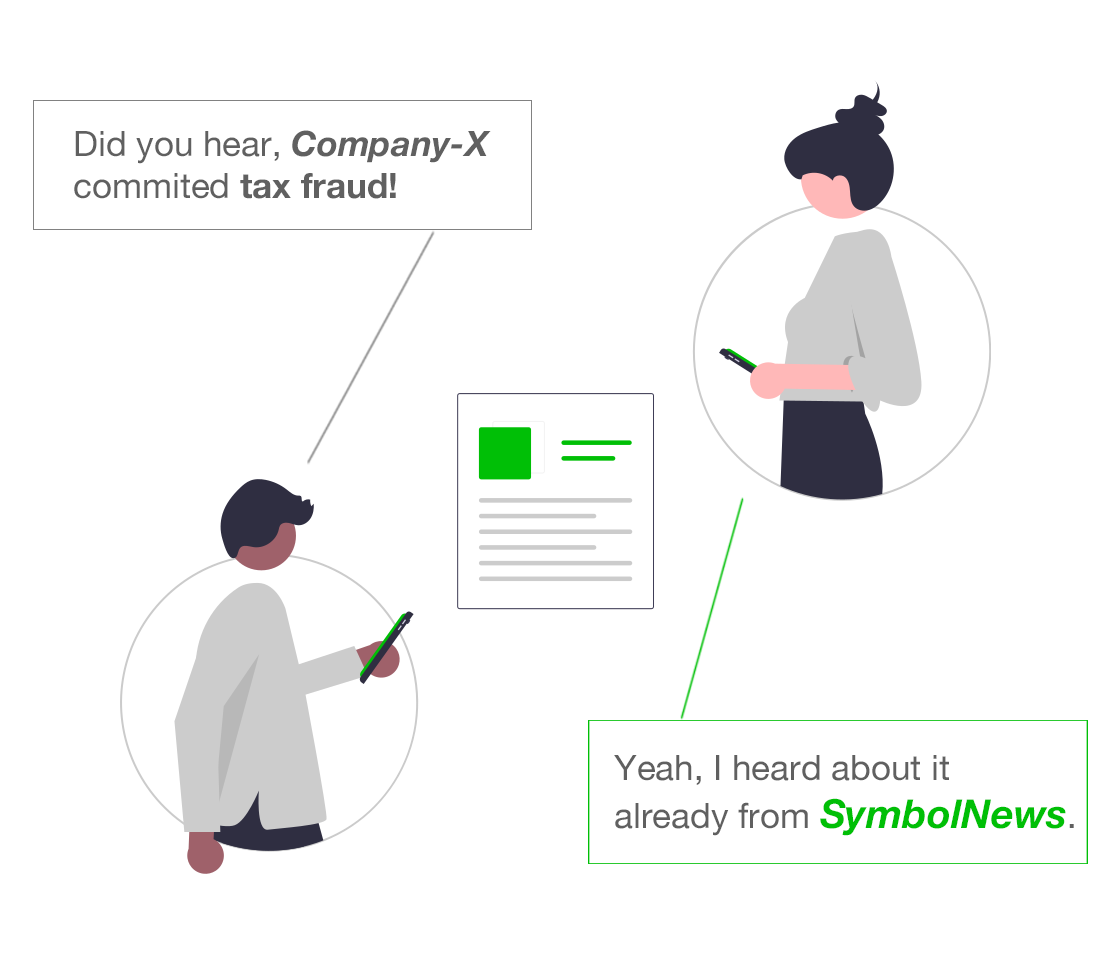 Did you hear, Company-X
commited tax fraud!
Yeah, I heard about it
already from SymbolNews.